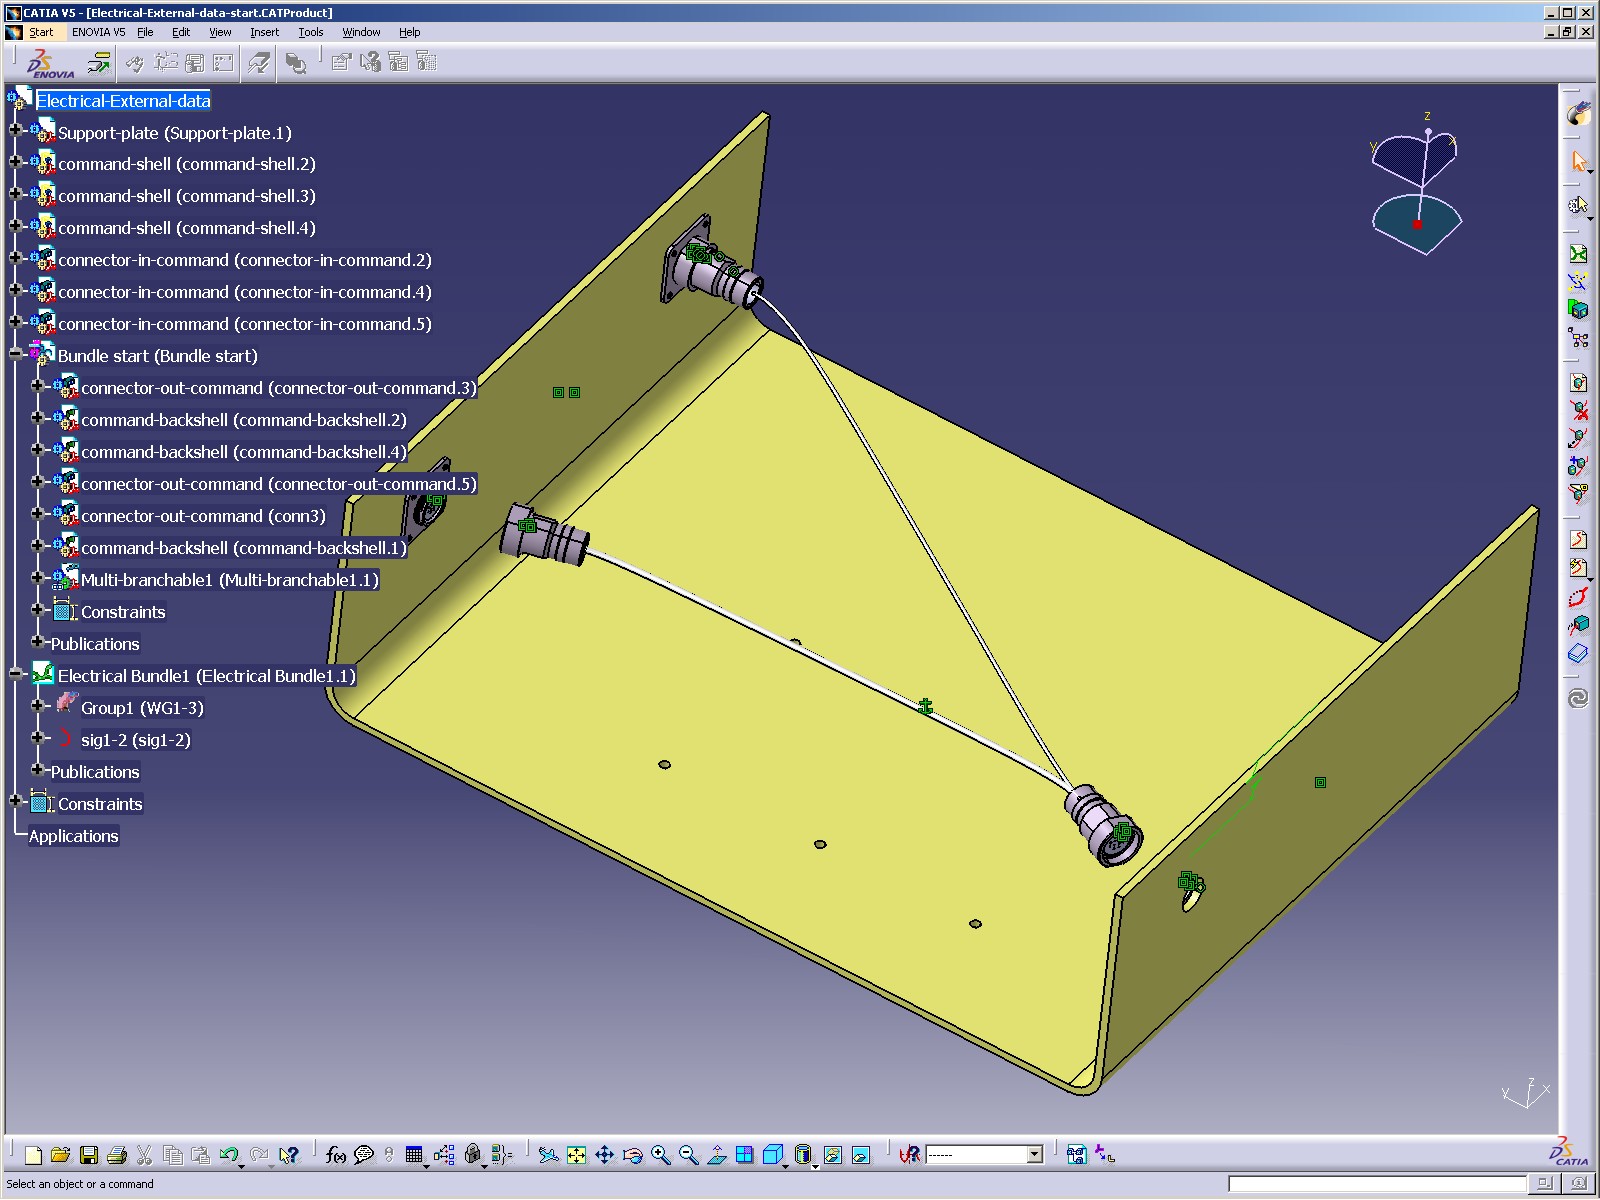 CATIA V5 - [Electrical-External-data-start.CATProduct]
Start ENOVIA V5 File Edit View Insert Tools Window Help
DS ENOVIA
Electrical-External-data
Support-plate (Support-plate.1)
command-shell (command-shell.2)
command-shell (command-shell.3)
command-shell (command-shell.4)
connector-in-command (connector-in-command.2)
connector-in-command (connector-in-command.4)
connector-in-command (connector-in-command.5)
Bundle start (Bundle start)
connector-out-command (connector-out-command.3)
command-backshell (command-backshell.2)
command-backshell (command-backshell.4)
connector-out-command (connector-out-command.5)
connector-out-command (conn3)
command-backshell (command-backshell.1)
Multi-branchable1 (Multi-branchable1.1)
Constraints
Publications
Electrical Bundle1 (Electrical Bundle1.1)
Group1 (WG1-3)
sig1-2 (sig1-2)
Publications
Constraints
Applications
z
y x
y z x
f(x)
------
DS CATIA
Select an object or a command